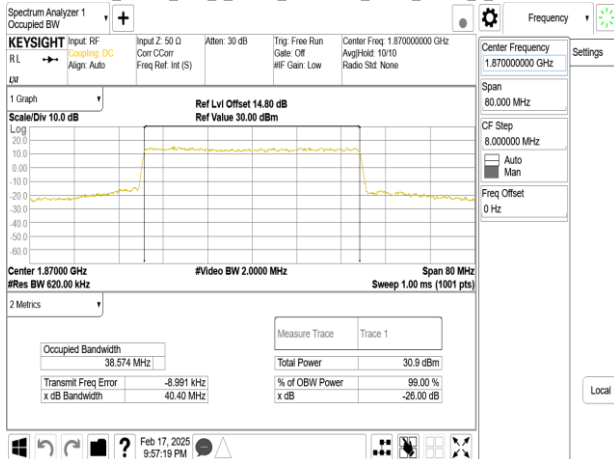 Spectrum Analyzer 1
Occupied BW
Frequency
KEYSIGHT
RL
Input: RF
Coupling: DC
Align: Auto
Input Z: 50 Ω
Corr CCorr
Freq Ref: Int (S)
Atten: 30 dB
Trig: Free Run
Gate: Off
#IF Gain: Low
Center Freq: 1.870000000 GHz
Avg|Hold: 10/10
Radio Std: None
Center Frequency
1.870000000 GHz
Settings
Span
80.000 MHz
CF Step
8.000000 MHz
Auto
Man
Freq Offset
0 Hz
Local
1 Graph
Scale/Div 10.0 dB
Ref Lvl Offset 14.80 dB
Ref Value 30.00 dBm
Log
20.0
10.0
0.00
-10.0
-20.0
-30.0
-40.0
-50.0
-60.0
Center 1.87000 GHz
#Video BW 2.0000 MHz
Span 80 MHz
#Res BW 620.00 kHz
Sweep 1.00 ms (1001 pts)
2 Metrics
Measure Trace
Trace 1
Occupied Bandwidth
38.574 MHz
Total Power
30.9 dBm
Transmit Freq Error
-8.991 kHz
% of OBW Power
99.00 %
x dB Bandwidth
40.40 MHz
x dB
-26.00 dB
?
Feb 17, 2025
9:57:19 PM